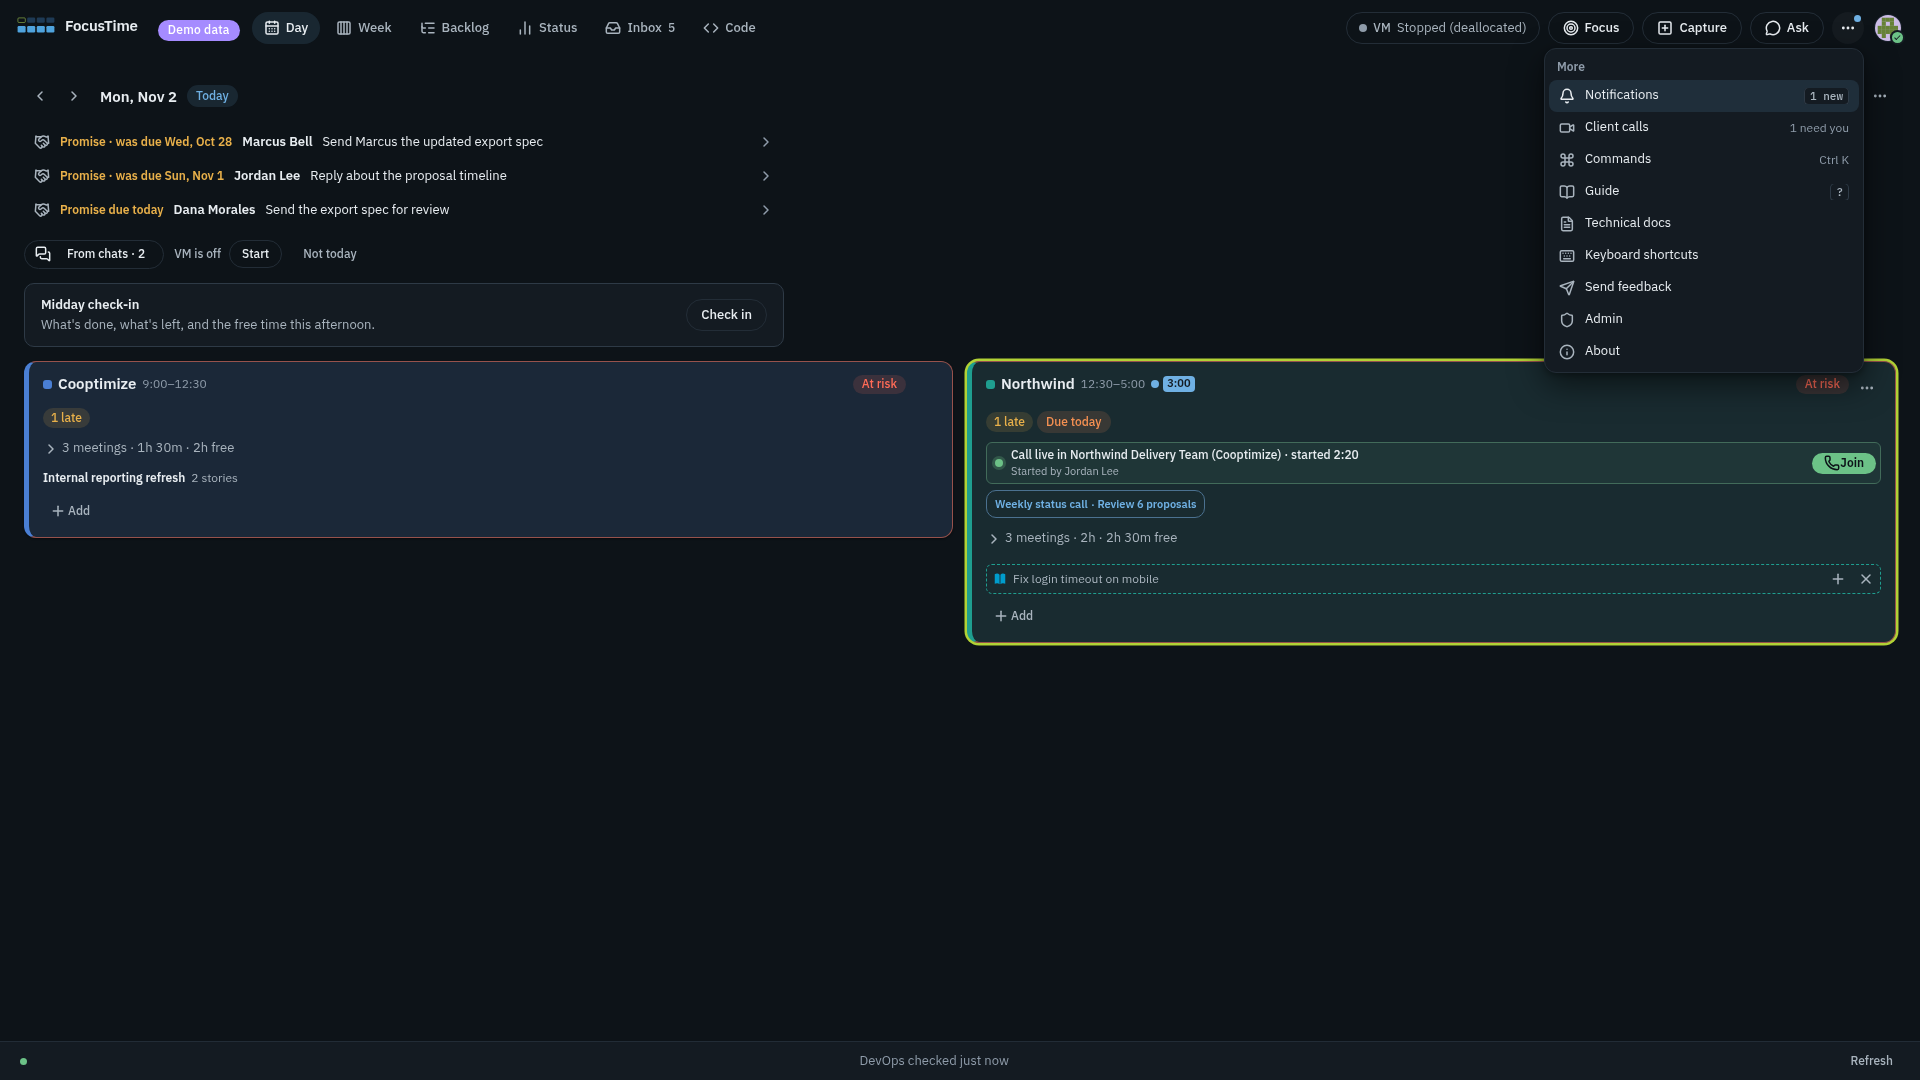 FocusTime
Demo data
Day
Week
Backlog
Status
Inbox 5
Code
VM Stopped (deallocated)
Focus
Capture
Ask
Mon, Nov 2 Today
Promise · was due Wed, Oct 28 Marcus Bell Send Marcus the updated export spec
Promise · was due Sun, Nov 1 Jordan Lee Reply about the proposal timeline
Promise due today Dana Morales Send the export spec for review
From chats · 2 VM is off Start Not today
Midday check-in
What's done, what's left, and the free time this afternoon.
Check in
More
Notifications 1 new
Client calls 1 need you
Commands Ctrl K
Guide ?
Technical docs
Keyboard shortcuts
Send feedback
Admin
About
Cooptimize 9:00–12:30 At risk
1 late
3 meetings · 1h 30m · 2h free
Internal reporting refresh 2 stories
Add
Northwind 12:30–5:00 3:00 At risk
1 late Due today
Call live in Northwind Delivery Team (Cooptimize) · started 2:20
Started by Jordan Lee
Join
Weekly status call · Review 6 proposals
3 meetings · 2h · 2h 30m free
Fix login timeout on mobile
Add
DevOps checked just now
Refresh